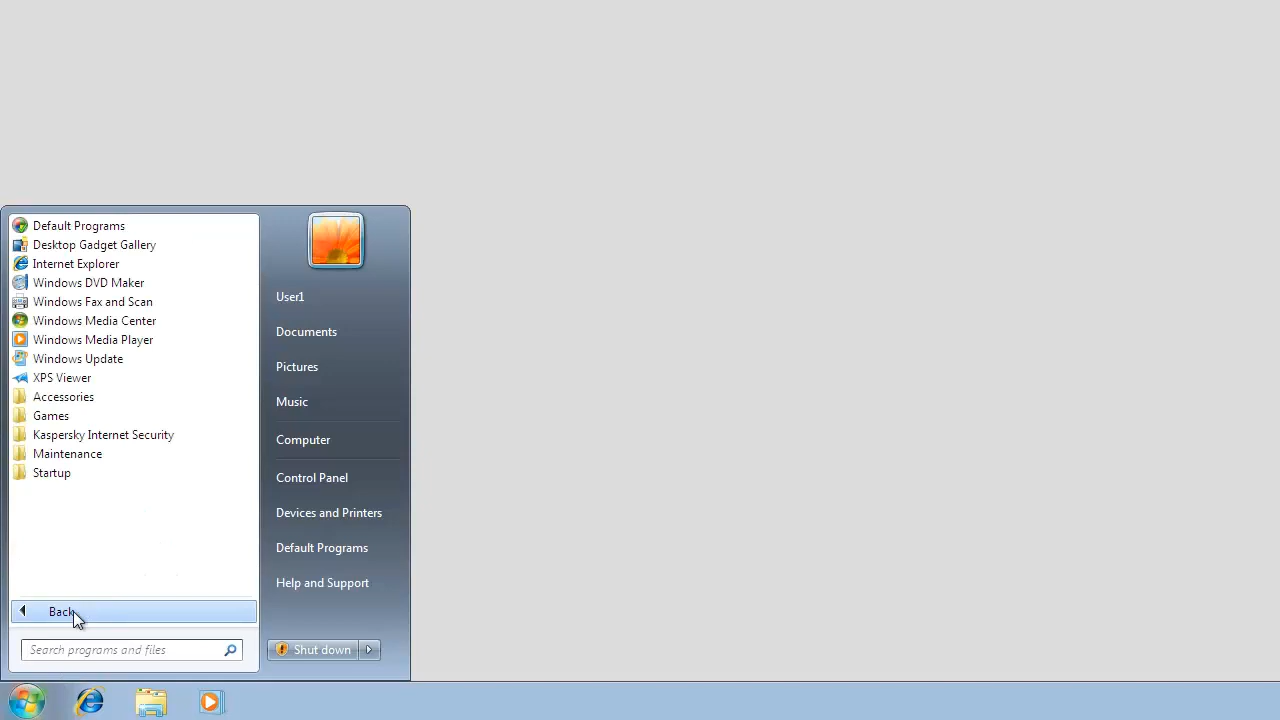 Default Programs
Desktop Gadget Gallery
Internet Explorer
Windows DVD Maker
Windows Fax and Scan
Windows Media Center
Windows Media Player
Windows Update
XPS Viewer
Accessories
Games
Kaspersky Internet Security
Maintenance
Startup
Back
Search programs and files
User1
Documents
Pictures
Music
Computer
Control Panel
Devices and Printers
Default Programs
Help and Support
Shut down